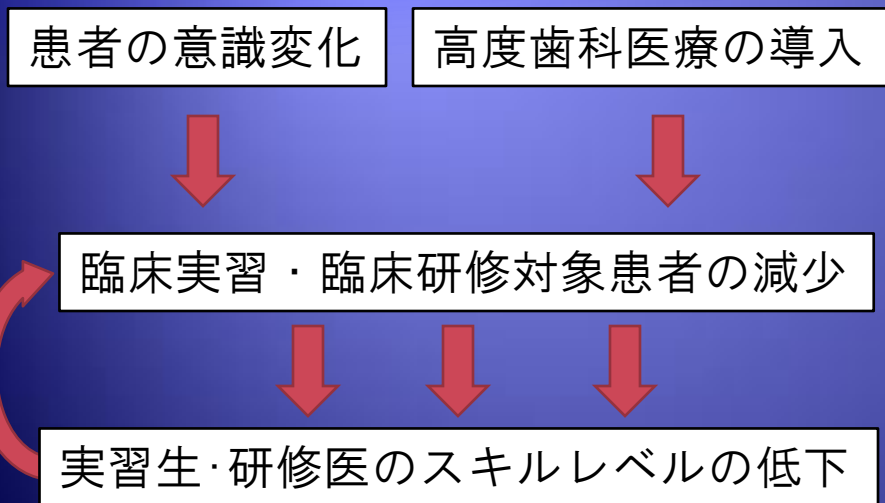 患者の意識変化
高度歯科医療の導入
臨床実習・臨床研修対象患者の減少
実習生·研修医のスキルレベルの低下